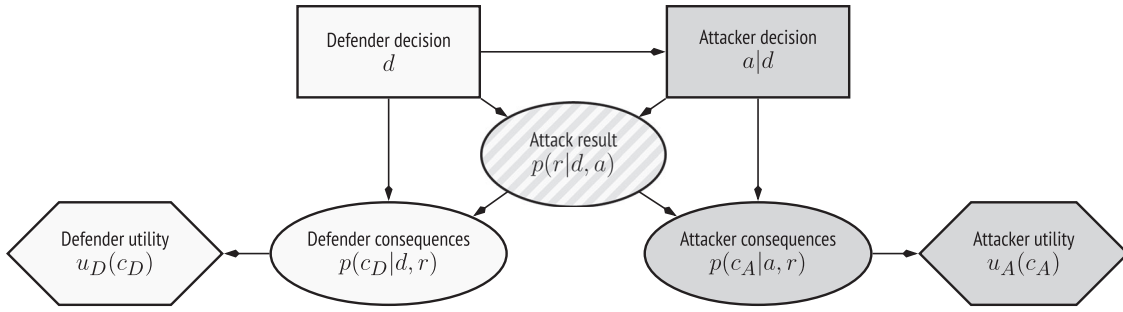 Defender decision
d
Attacker decision
a|d
Attack result
p(r|d, a)
Defender utility
u_D(c_D)
Defender consequences
p(c_D|d, r)
Attacker consequences
p(c_A|a, r)
Attacker utility
u_A(c_A)